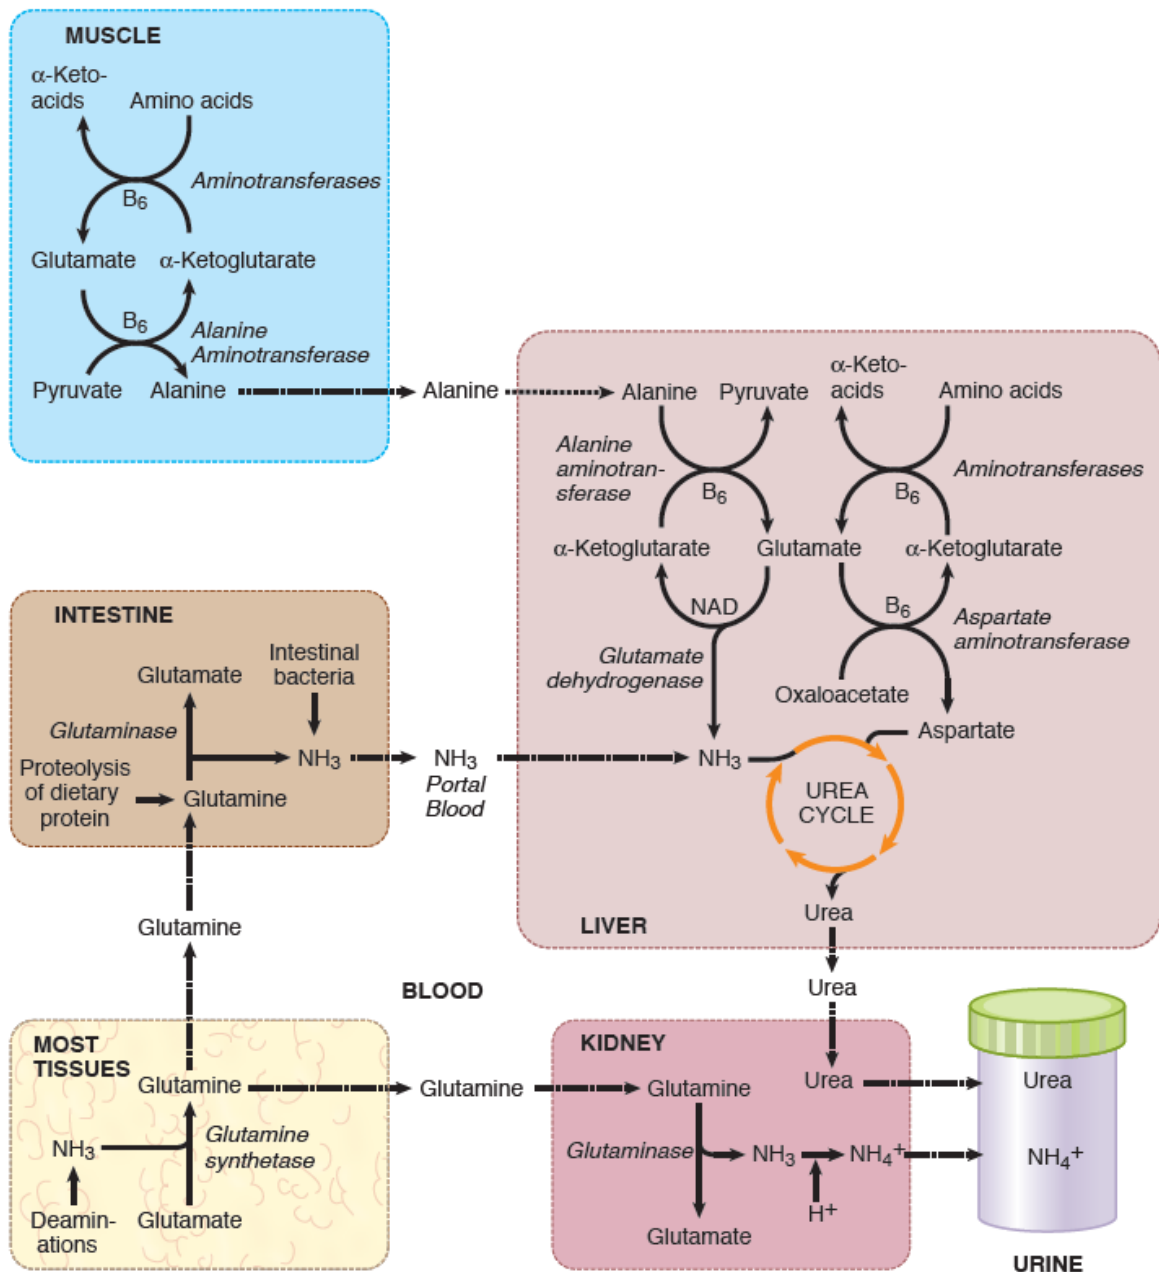 MUSCLE
α-Keto-
acids
Amino acids
Aminotransferases
B₆
Glutamate
α-Ketoglutarate
B₆
Alanine
Aminotransferase
Pyruvate
Alanine
Alanine
Alanine
Pyruvate
α-Keto-
acids
Amino acids
Alanine
aminotran-
sferase
B₆
Aminotransferases
B₆
α-Ketoglutarate
Glutamate
α-Ketoglutarate
NAD
B₆
Aspartate
aminotransferase
Glutamate
dehydrogenase
Oxaloacetate
Aspartate
NH₃
UREA
CYCLE
Urea
LIVER
INTESTINE
Glutamate
Intestinal
bacteria
Glutaminase
NH₃
Proteolysis
of dietary
protein
Glutamine
NH₃
Portal
Blood
Glutamine
BLOOD
Urea
MOST
TISSUES
Glutamine
NH₃
Glutamine
synthetase
Deamin-
ations
Glutamate
Glutamine
KIDNEY
Glutamine
Urea
Glutaminase
NH₃
NH₄⁺
H⁺
Glutamate
Urea
NH₄⁺
URINE